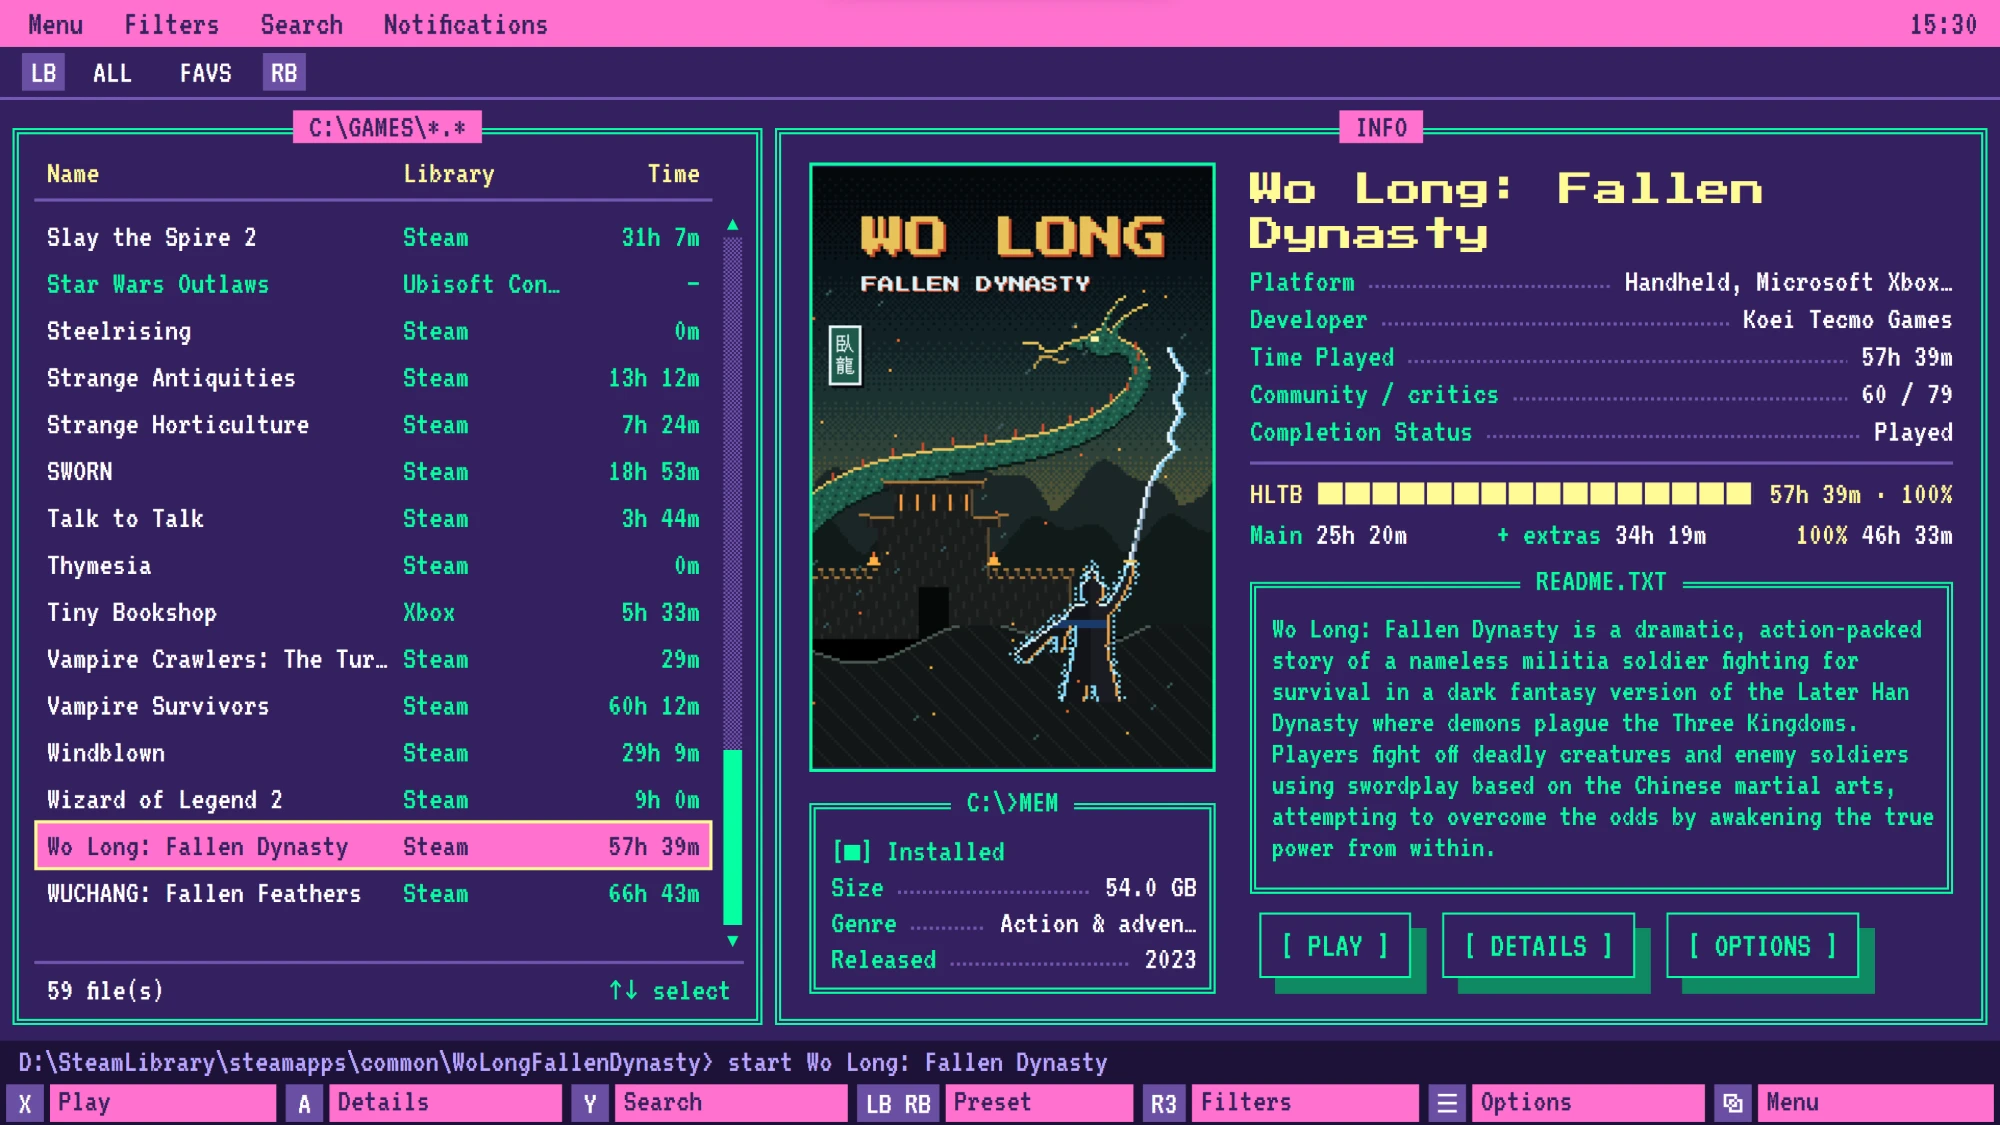 Menu Filters Search Notifications 15:30
LB ALL FAVS RB
C:\GAMES\*.*
Name Library Time
Slay the Spire 2 Steam 31h 7m
Star Wars Outlaws Ubisoft Con… –
Steelrising Steam 0m
Strange Antiquities Steam 13h 12m
Strange Horticulture Steam 7h 24m
SWORN Steam 18h 53m
Talk to Talk Steam 3h 44m
Thymesia Steam 0m
Tiny Bookshop Xbox 5h 33m
Vampire Crawlers: The Tur… Steam 29m
Vampire Survivors Steam 60h 12m
Windblown Steam 29h 9m
Wizard of Legend 2 Steam 9h 0m
Wo Long: Fallen Dynasty Steam 57h 39m
WUCHANG: Fallen Feathers Steam 66h 43m
59 file(s) ↑↓ select
INFO
WO LONG
FALLEN DYNASTY
臥
龍
C:\>MEM
[■] Installed
Size 54.0 GB
Genre Action & adven…
Released 2023
Wo Long: Fallen
Dynasty
Platform Handheld, Microsoft Xbox…
Developer Koei Tecmo Games
Time Played 57h 39m
Community / critics 60 / 79
Completion Status Played
HLTB 57h 39m · 100%
Main 25h 20m + extras 34h 19m 100% 46h 33m
README.TXT
Wo Long: Fallen Dynasty is a dramatic, action-packed
story of a nameless militia soldier fighting for
survival in a dark fantasy version of the Later Han
Dynasty where demons plague the Three Kingdoms.
Players fight off deadly creatures and enemy soldiers
using swordplay based on the Chinese martial arts,
attempting to overcome the odds by awakening the true
power from within.
[ PLAY ] [ DETAILS ] [ OPTIONS ]
D:\SteamLibrary\steamapps\common\WoLongFallenDynasty> start Wo Long: Fallen Dynasty
X Play A Details Y Search LB RB Preset R3 Filters ☰ Options Menu